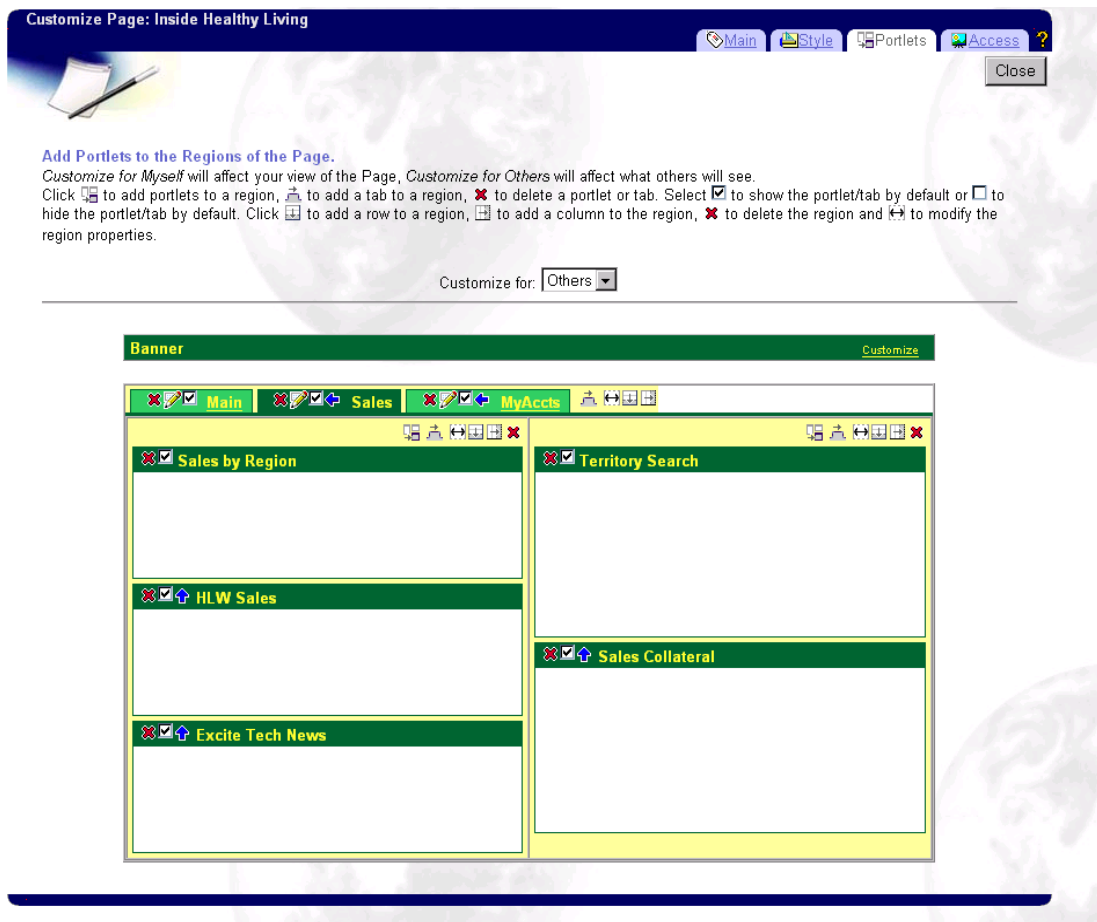 Customize Page: Inside Healthy Living
Main Style Portlets Access ?
Close
Add Portlets to the Regions of the Page.
Customize for Myself will affect your view of the Page, Customize for Others will affect what others will see.
Click to add portlets to a region, to add a tab to a region, to delete a portlet or tab. Select to show the portlet/tab by default or to
hide the portlet/tab by default. Click to add a row to a region, to add a column to the region, to delete the region and to modify the
region properties.
Customize for: Others
Banner Customize
Main Sales MyAccts
Sales by Region
Territory Search
HLW Sales
Sales Collateral
Excite Tech News